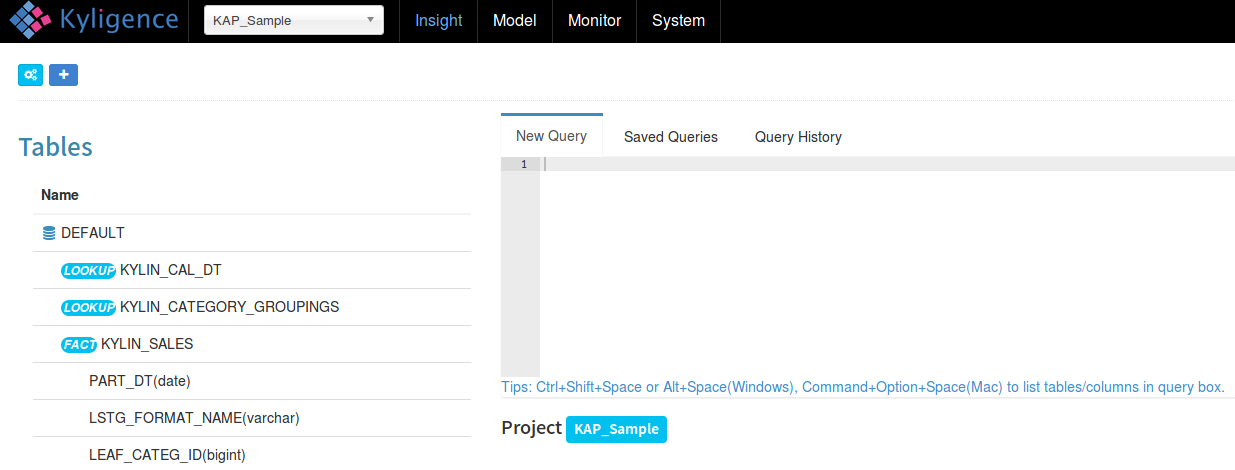 Kyligence KAP_Sample Insight Model Monitor System
Tables
Name
DEFAULT
LOOKUP KYLIN_CAL_DT
LOOKUP KYLIN_CATEGORY_GROUPINGS
FACT KYLIN_SALES
PART_DT(date)
LSTG_FORMAT_NAME(varchar)
LEAF_CATEG_ID(bigint)
New Query Saved Queries Query History
1
Tips: Ctrl+Shift+Space or Alt+Space(Windows), Command+Option+Space(Mac) to list tables/columns in query box.
Project KAP_Sample